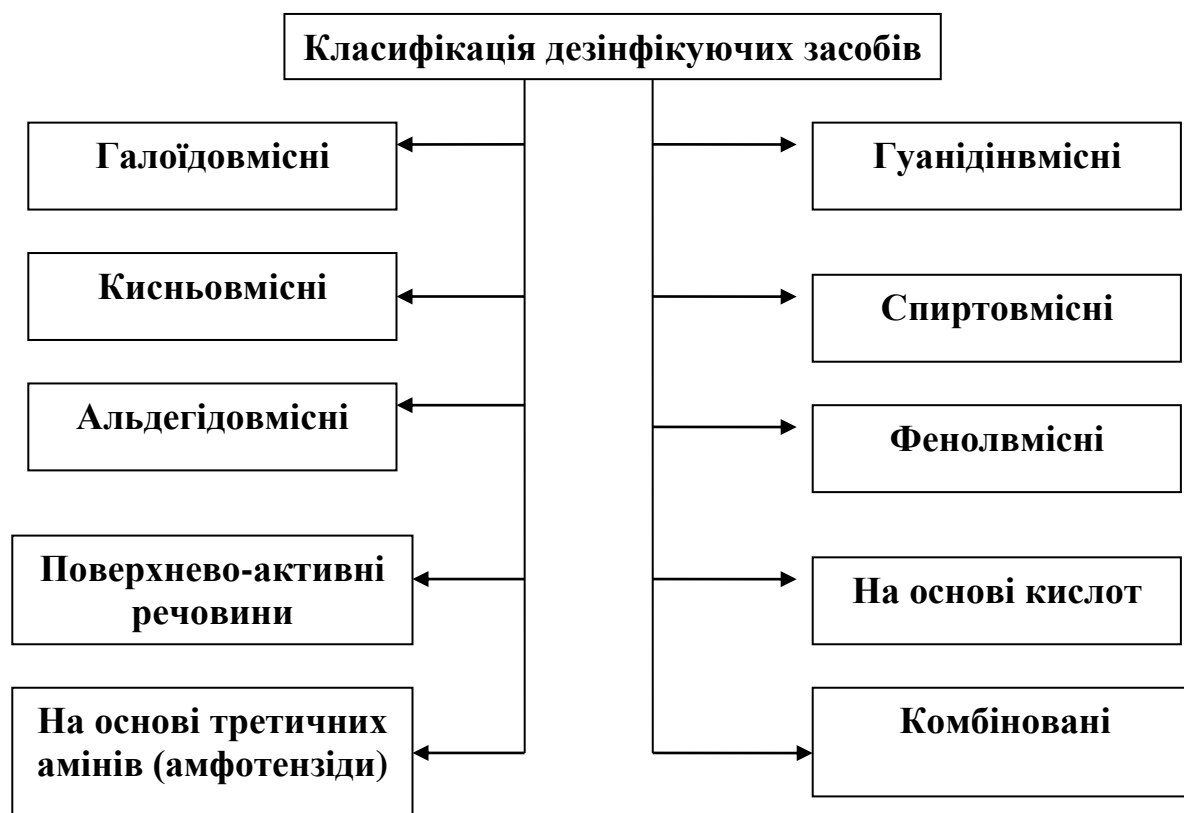 Класифікація дезінфікуючих засобів
Галоїдовмісні
Кисньовмісні
Альдегідовмісні
Поверхнево-активні
речовини
На основі третичних
амінів (амфотензіди)
Гуанідінвмісні
Спиртовмісні
Фенолвмісні
На основі кислот
Комбіновані